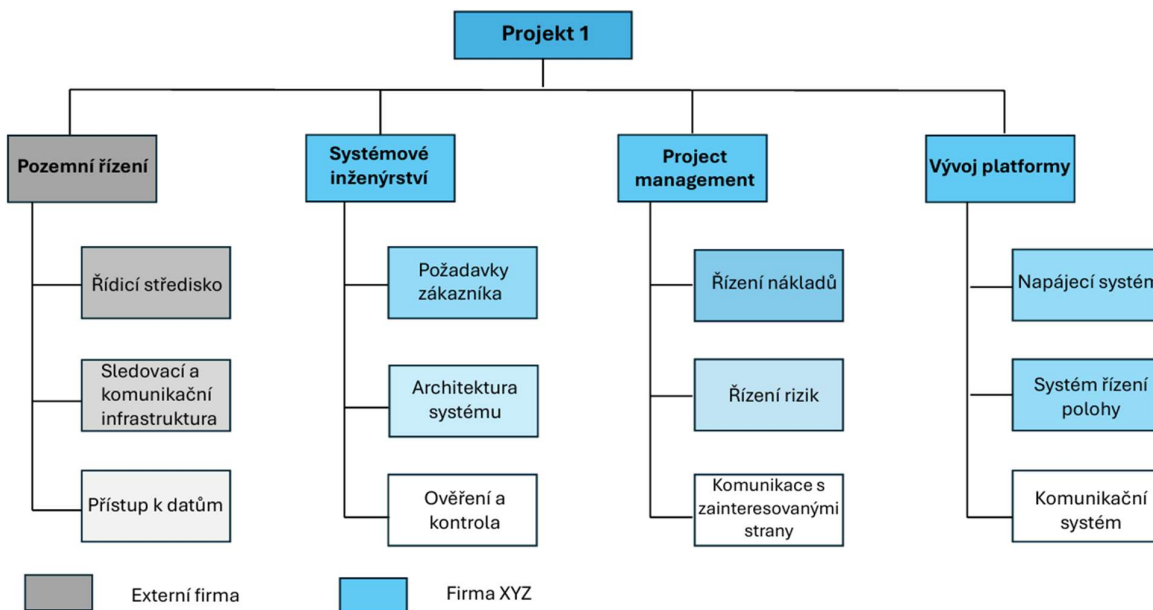 Projekt 1
Pozemní řízení
Systémové
inženýrství
Project
management
Vývoj platformy
Řídicí středisko
Požadavky
zákazníka
Řízení nákladů
Napájecí systém
Sledovací a
komunikační
infrastruktura
Architektura
systému
Řízení rizik
Systém řízení
polohy
Přístup k datům
Ověření a
kontrola
Komunikace s
zainteresovanými
strany
Komunikační
systém
Externí firma
Firma XYZ